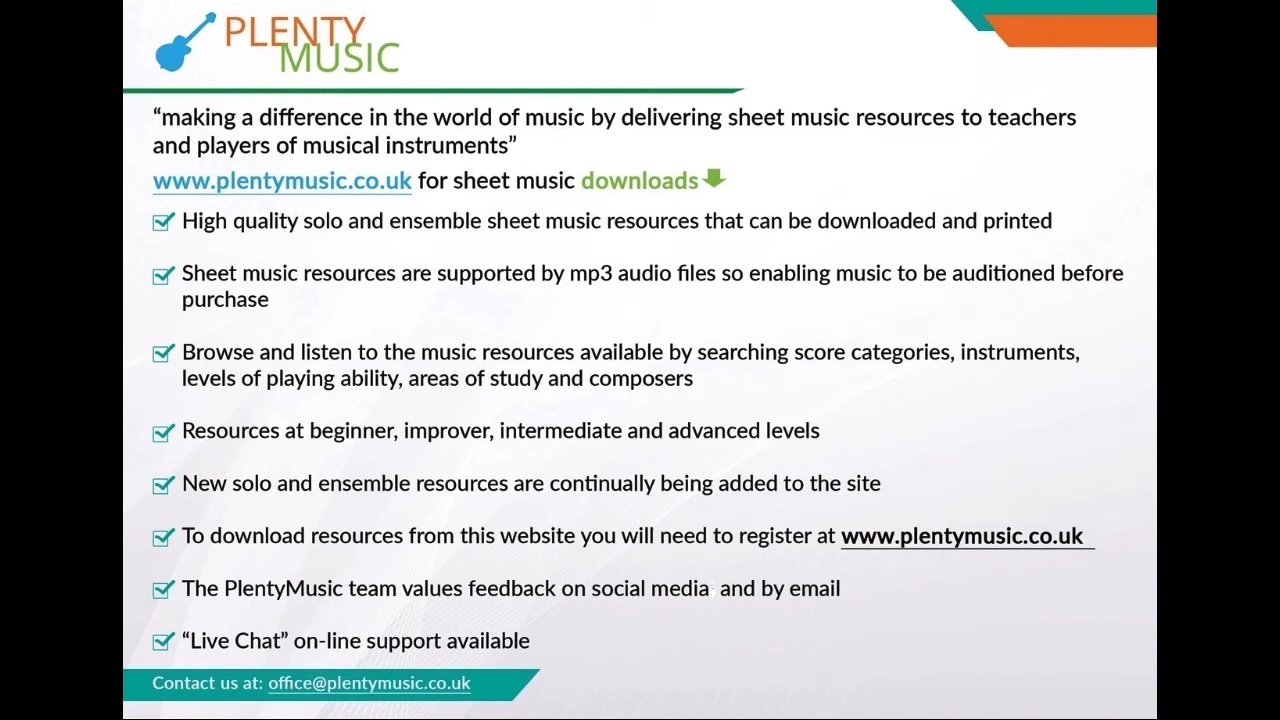 PLENTY
MUSIC
“making a difference in the world of music by delivering sheet music resources to teachers
and players of musical instruments”
www.plentymusic.co.uk for sheet music downloads
High quality solo and ensemble sheet music resources that can be downloaded and printed
Sheet music resources are supported by mp3 audio files so enabling music to be auditioned before
purchase
Browse and listen to the music resources available by searching score categories, instruments,
levels of playing ability, areas of study and composers
Resources at beginner, improver, intermediate and advanced levels
New solo and ensemble resources are continually being added to the site
To download resources from this website you will need to register at www.plentymusic.co.uk
The PlentyMusic team values feedback on social media and by email
“Live Chat” on-line support available
Contact us at: office@plentymusic.co.uk